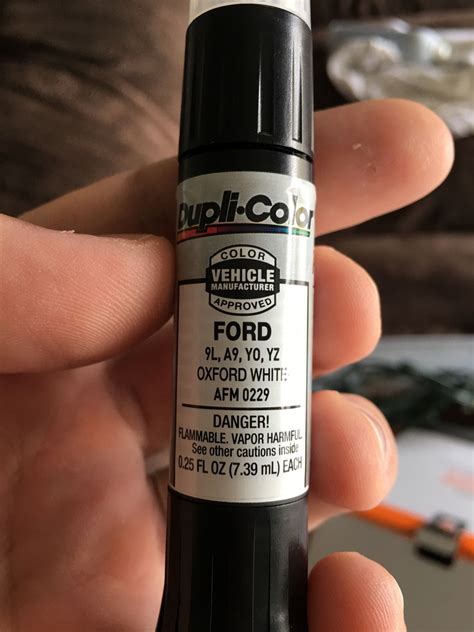 Dupli•Color
COLOR
VEHICLE
MANUFACTURER
APPROVED
FORD
9L, A9, YO, YZ
OXFORD WHITE
AFM 0229
DANGER!
FLAMMABLE. VAPOR HARMFUL.
See other cautions inside
0.25 FL OZ (7.39 mL) EACH